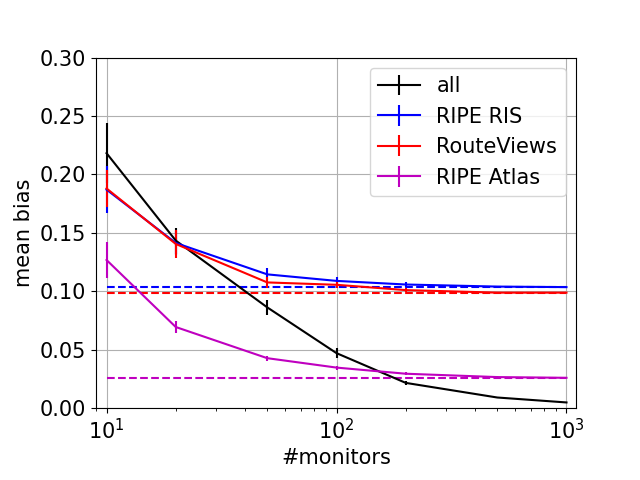 0.30
0.25
0.20
0.15
0.10
0.05
0.00
mean bias
all
RIPE RIS
RouteViews
RIPE Atlas
10¹ 10² 10³
#monitors